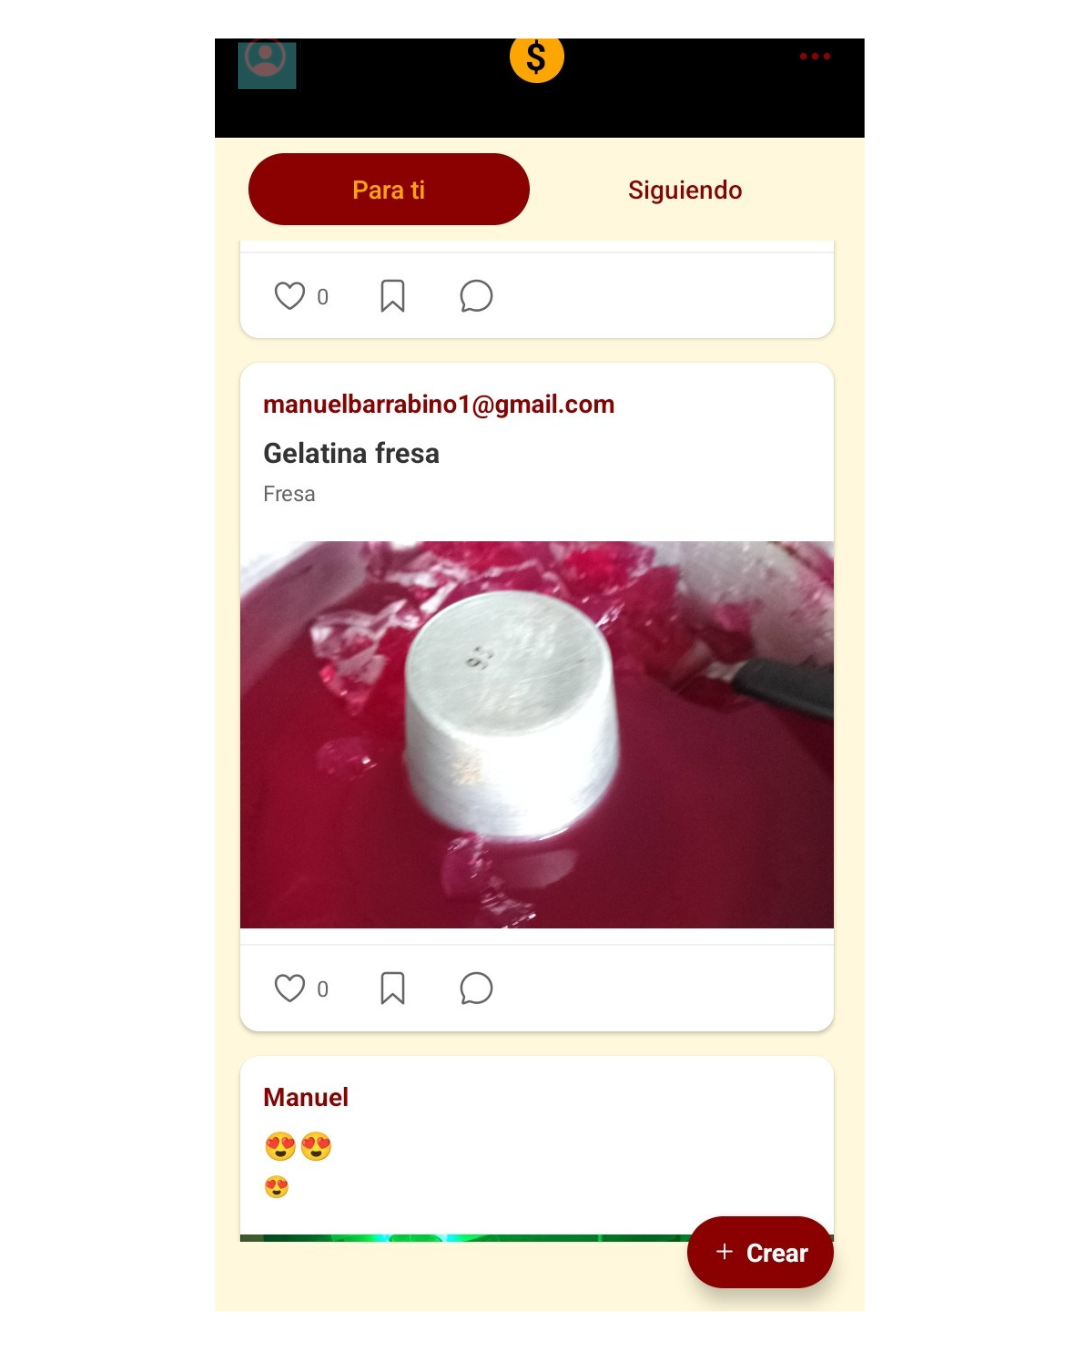 $
Para ti
Siguiendo
0
manuelbarrabino1@gmail.com
Gelatina fresa
Fresa
0
Manuel
😍😍
😍
+ Crear